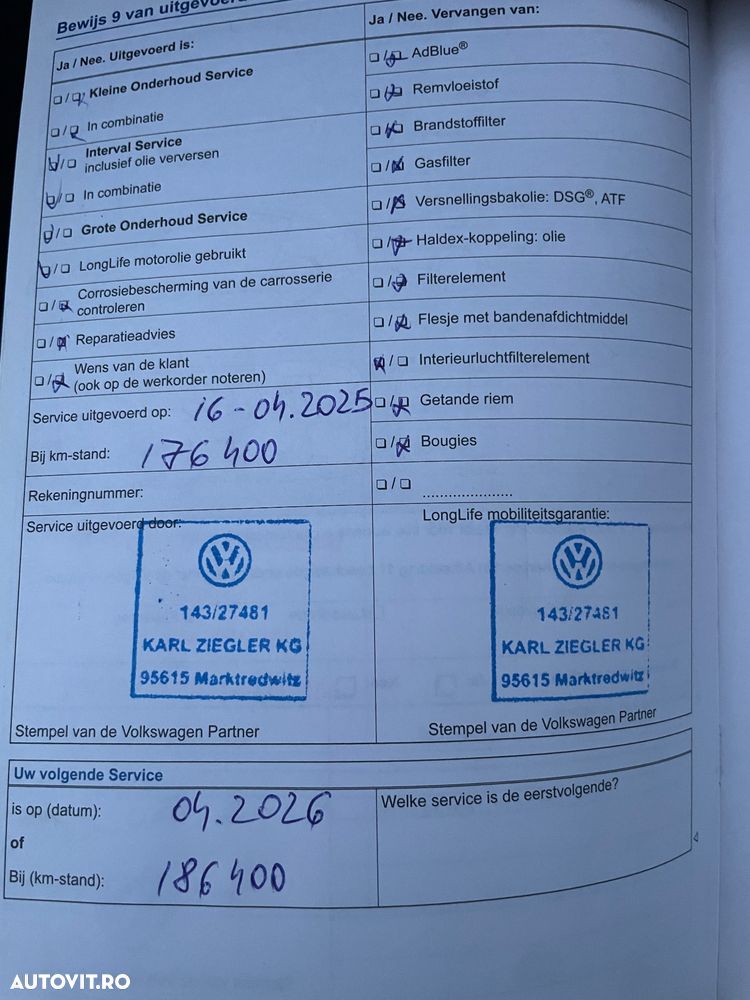 Bewijs 9 van uitgevoerde
Ja / Nee. Uitgevoerd is:
Kleine Onderhoud Service
In combinatie
Interval Service
inclusief olie verversen
In combinatie
Grote Onderhoud Service
LongLife motorolie gebruikt
Corrosiebescherming van de carrosserie
controleren
Reparatieadvies
Wens van de klant
(ook op de werkorder noteren)
Service uitgevoerd op: 16-04.2025
Bij km-stand: 176400
Rekeningnummer:
Service uitgevoerd door:
VW
143/27481
KARL ZIEGLER KG
95615 Marktredwitz
Stempel van de Volkswagen Partner
Ja / Nee. Vervangen van:
AdBlue®
Remvloeistof
Brandstoffilter
Gasfilter
Versnellingsbakolie: DSG®, ATF
Haldex-koppeling: olie
Filterelement
Flesje met bandenafdichtmiddel
Interieurluchtfilterelement
Getande riem
Bougies
......................
LongLife mobiliteitsgarantie:
VW
143/27481
KARL ZIEGLER KG
95615 Marktredwitz
Stempel van de Volkswagen Partner
Uw volgende Service
is op (datum): 04.2026
of
Bij (km-stand): 186400
Welke service is de eerstvolgende?
AUTOVIT.RO